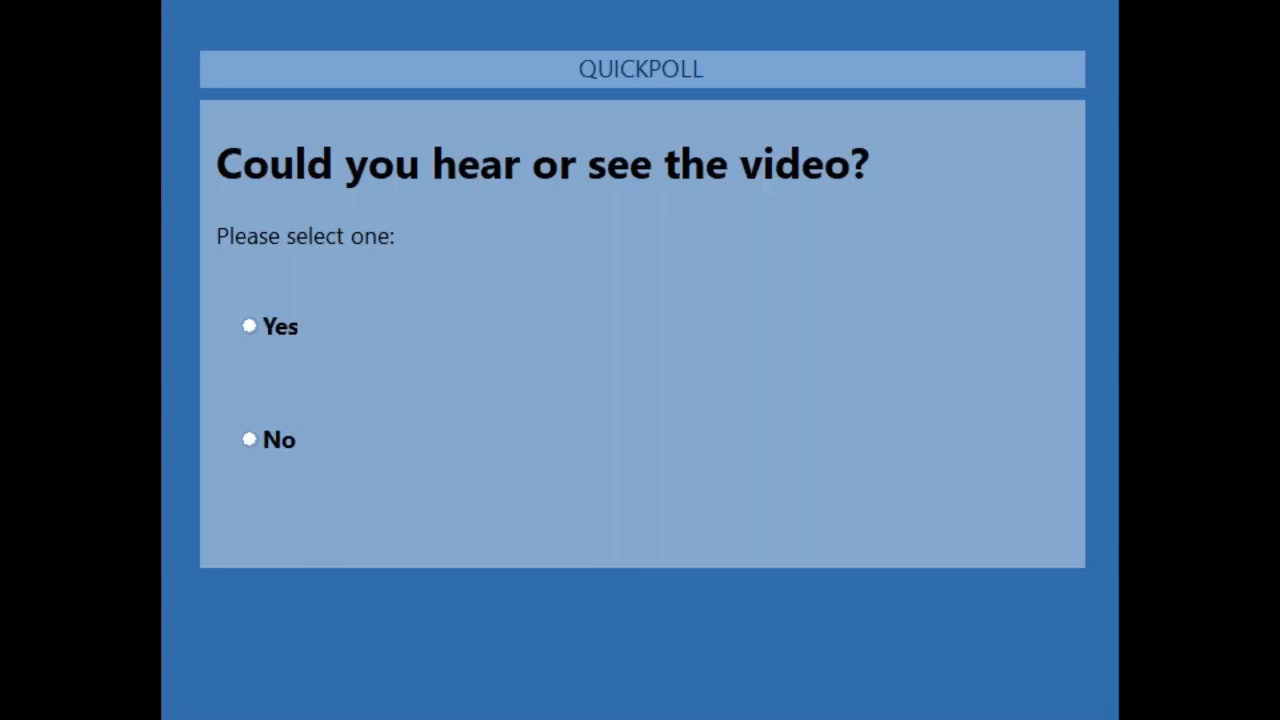 QUICKPOLL
Could you hear or see the video?
Please select one:
Yes
No